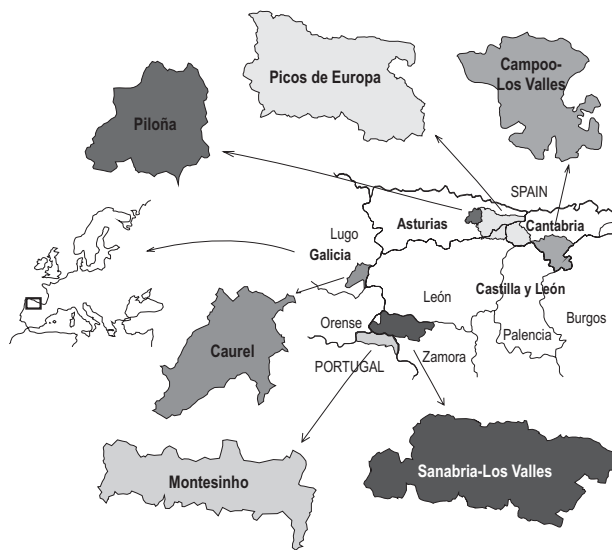 Picos de Europa
Campoo-
Los Valles
Piloña
SPAIN
Lugo
Asturias
Cantabria
Galicia
León
Castilla y León
Burgos
Orense
Palencia
Caurel
Zamora
PORTUGAL
Montesinho
Sanabria-Los Valles